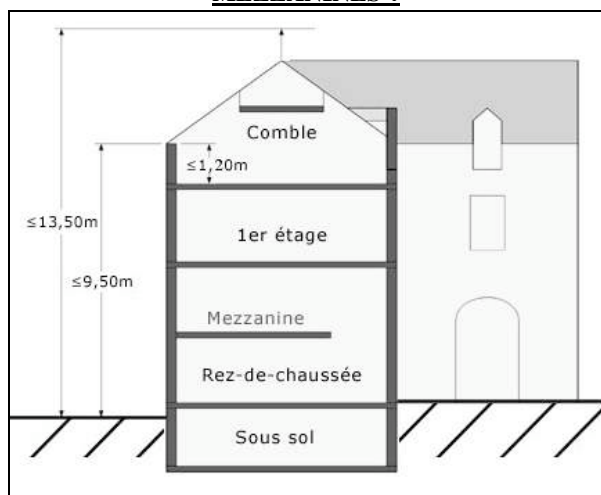 Comble
≤1,20m
≤13,50m
1er étage
≤9,50m
Mezzanine
Rez-de-chaussée
Sous sol